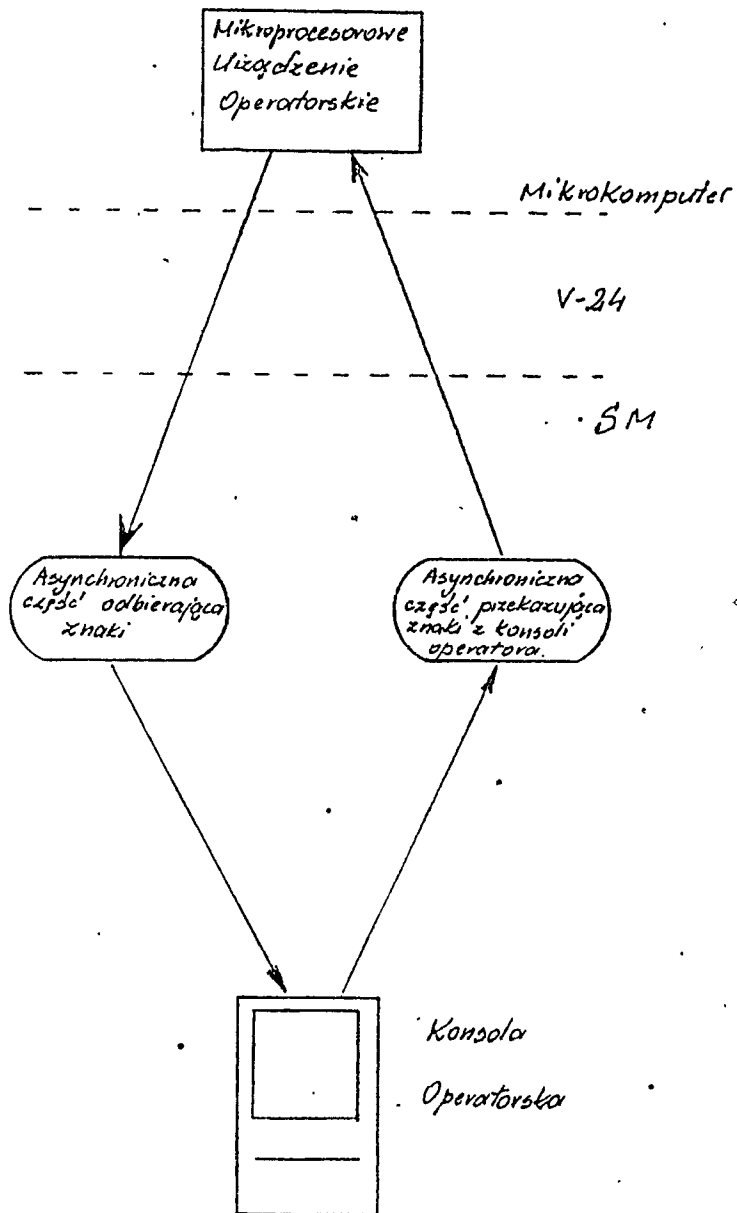 Mikroprocesorowe
Urządzenie
Operatorskie
Mikrokomputer
V-24
SM
Asynchroniczna
część odbierająca
znaki
Asynchroniczna
część przekazująca
znaki z konsoli
operatora.
Konsola
Operatorska